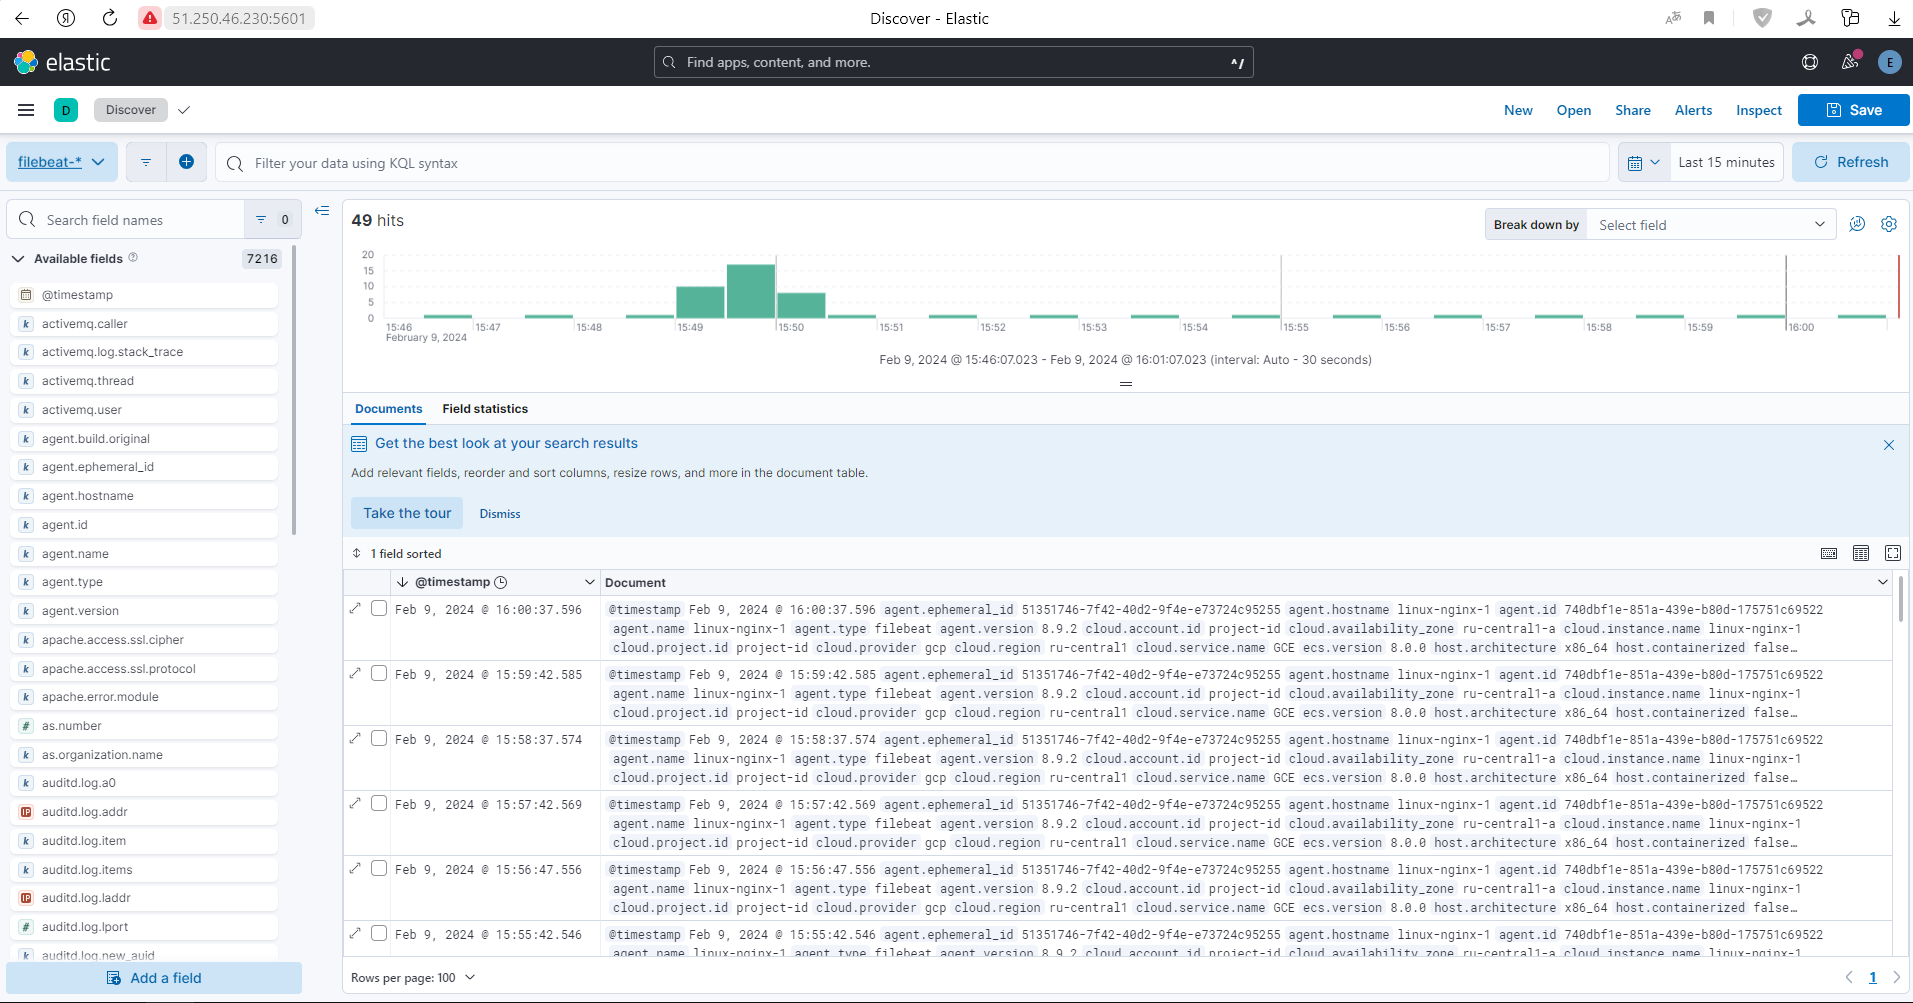 51.250.46.230:5601
Discover - Elastic
elastic
Find apps, content, and more.
^/
E
D
Discover
New
Open
Share
Alerts
Inspect
Save
filebeat-*
Filter your data using KQL syntax
Last 15 minutes
Refresh
Search field names
0
Available fields
7216
@timestamp
k activemq.caller
k activemq.log.stack_trace
k activemq.thread
k activemq.user
k agent.build.original
k agent.ephemeral_id
k agent.hostname
k agent.id
k agent.name
k agent.type
k agent.version
k apache.access.ssl.cipher
k apache.access.ssl.protocol
k apache.error.module
# as.number
k as.organization.name
k auditd.log.a0
IP auditd.log.addr
k auditd.log.item
k auditd.log.items
IP auditd.log.laddr
# auditd.log.lport
k auditd.log.new_auid
Add a field
49 hits
Break down by
Select field
20
15
10
5
0
15:46 15:47 15:48 15:49 15:50 15:51 15:52 15:53 15:54 15:55 15:56 15:57 15:58 15:59 16:00
February 9, 2024
Feb 9, 2024 @ 15:46:07.023 - Feb 9, 2024 @ 16:01:07.023 (interval: Auto - 30 seconds)
Documents
Field statistics
Get the best look at your search results
Add relevant fields, reorder and sort columns, resize rows, and more in the document table.
Take the tour
Dismiss
1 field sorted
@timestamp
Document
Feb 9, 2024 @ 16:00:37.596
@timestamp Feb 9, 2024 @ 16:00:37.596 agent.ephemeral_id 51351746-7f42-40d2-9f4e-e73724c95255 agent.hostname linux-nginx-1 agent.id 740dbf1e-851a-439e-b80d-175751c69522
agent.name linux-nginx-1 agent.type filebeat agent.version 8.9.2 cloud.account.id project-id cloud.availability_zone ru-central1-a cloud.instance.name linux-nginx-1
cloud.project.id project-id cloud.provider gcp cloud.region ru-central1 cloud.service.name GCE ecs.version 8.0.0 host.architecture x86_64 host.containerized false…
Feb 9, 2024 @ 15:59:42.585
@timestamp Feb 9, 2024 @ 15:59:42.585 agent.ephemeral_id 51351746-7f42-40d2-9f4e-e73724c95255 agent.hostname linux-nginx-1 agent.id 740dbf1e-851a-439e-b80d-175751c69522
agent.name linux-nginx-1 agent.type filebeat agent.version 8.9.2 cloud.account.id project-id cloud.availability_zone ru-central1-a cloud.instance.name linux-nginx-1
cloud.project.id project-id cloud.provider gcp cloud.region ru-central1 cloud.service.name GCE ecs.version 8.0.0 host.architecture x86_64 host.containerized false…
Feb 9, 2024 @ 15:58:37.574
@timestamp Feb 9, 2024 @ 15:58:37.574 agent.ephemeral_id 51351746-7f42-40d2-9f4e-e73724c95255 agent.hostname linux-nginx-1 agent.id 740dbf1e-851a-439e-b80d-175751c69522
agent.name linux-nginx-1 agent.type filebeat agent.version 8.9.2 cloud.account.id project-id cloud.availability_zone ru-central1-a cloud.instance.name linux-nginx-1
cloud.project.id project-id cloud.provider gcp cloud.region ru-central1 cloud.service.name GCE ecs.version 8.0.0 host.architecture x86_64 host.containerized false…
Feb 9, 2024 @ 15:57:42.569
@timestamp Feb 9, 2024 @ 15:57:42.569 agent.ephemeral_id 51351746-7f42-40d2-9f4e-e73724c95255 agent.hostname linux-nginx-1 agent.id 740dbf1e-851a-439e-b80d-175751c69522
agent.name linux-nginx-1 agent.type filebeat agent.version 8.9.2 cloud.account.id project-id cloud.availability_zone ru-central1-a cloud.instance.name linux-nginx-1
cloud.project.id project-id cloud.provider gcp cloud.region ru-central1 cloud.service.name GCE ecs.version 8.0.0 host.architecture x86_64 host.containerized false…
Feb 9, 2024 @ 15:56:47.556
@timestamp Feb 9, 2024 @ 15:56:47.556 agent.ephemeral_id 51351746-7f42-40d2-9f4e-e73724c95255 agent.hostname linux-nginx-1 agent.id 740dbf1e-851a-439e-b80d-175751c69522
agent.name linux-nginx-1 agent.type filebeat agent.version 8.9.2 cloud.account.id project-id cloud.availability_zone ru-central1-a cloud.instance.name linux-nginx-1
cloud.project.id project-id cloud.provider gcp cloud.region ru-central1 cloud.service.name GCE ecs.version 8.0.0 host.architecture x86_64 host.containerized false…
Feb 9, 2024 @ 15:55:42.546
@timestamp Feb 9, 2024 @ 15:55:42.546 agent.ephemeral_id 51351746-7f42-40d2-9f4e-e73724c95255 agent.hostname linux-nginx-1 agent.id 740dbf1e-851a-439e-b80d-175751c69522
agent.name linux-nginx-1 agent.type filebeat agent.version 8.9.2 cloud.account.id project-id cloud.availability_zone ru-central1-a cloud.instance.name linux-nginx-1
Rows per page: 100
1